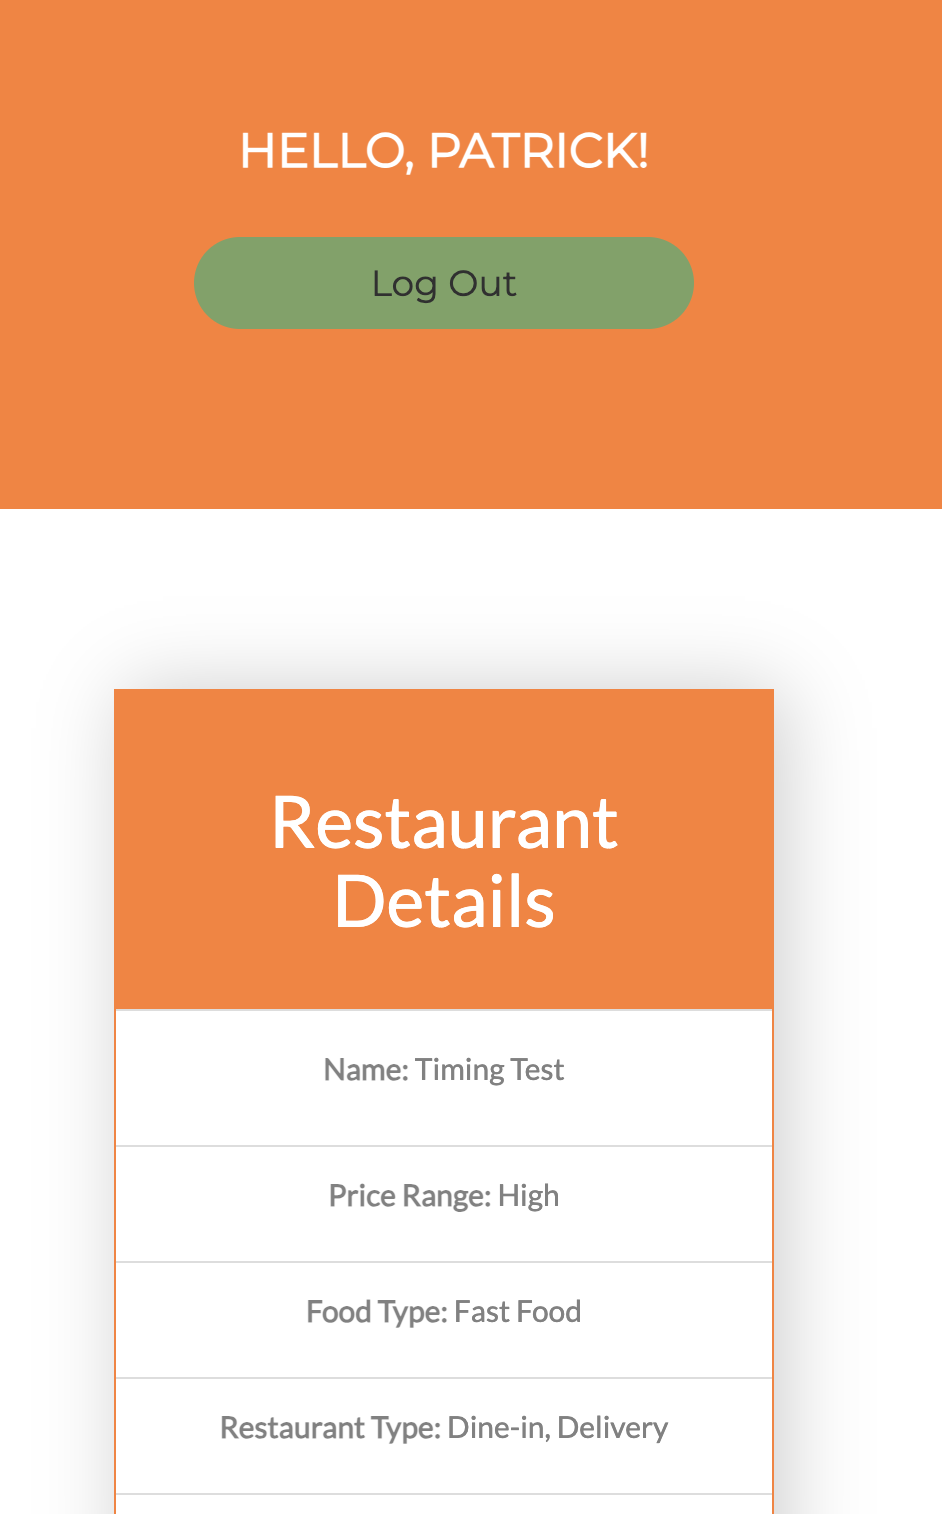 HELLO, PATRICK!
Log Out
Restaurant
Details
Name: Timing Test
Price Range: High
Food Type: Fast Food
Restaurant Type: Dine-in, Delivery